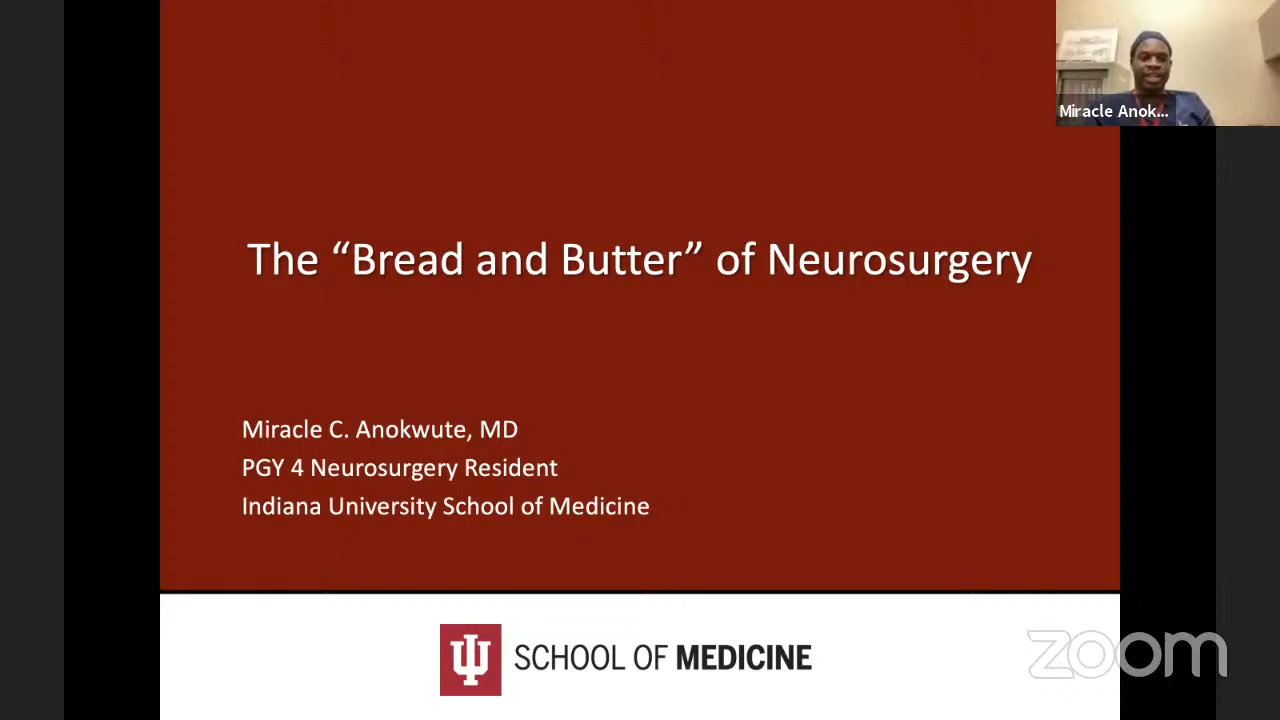 Miracle Anok...
The “Bread and Butter” of Neurosurgery
Miracle C. Anokwute, MD
PGY 4 Neurosurgery Resident
Indiana University School of Medicine
SCHOOL OF MEDICINE
zoom